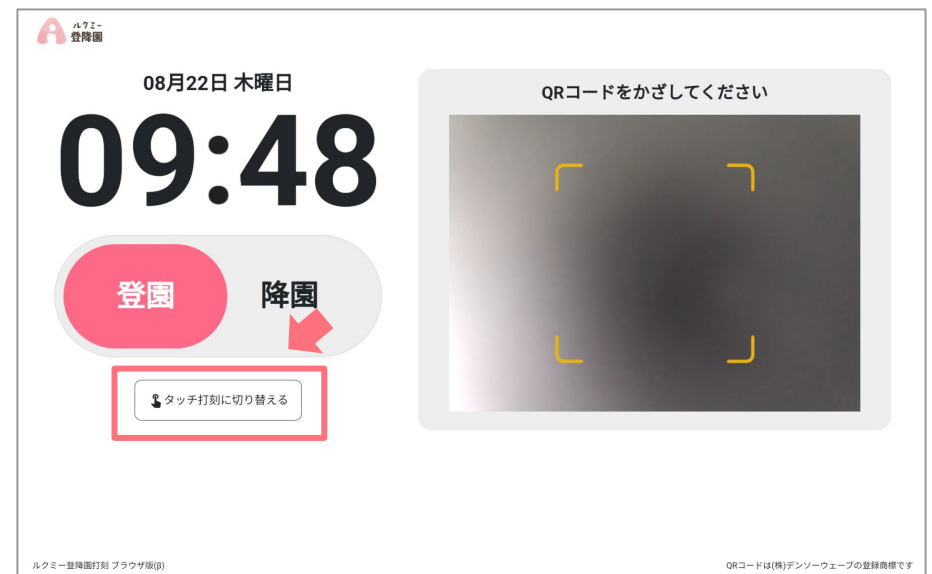 ルクミー
登降園
08月22日 木曜日
09:48
登園
降園
タッチ打刻に切り替える
QRコードをかざしてください
ルクミー登降園打刻 ブラウザ版(β)
QRコードは(株)デンソーウェーブの登録商標です